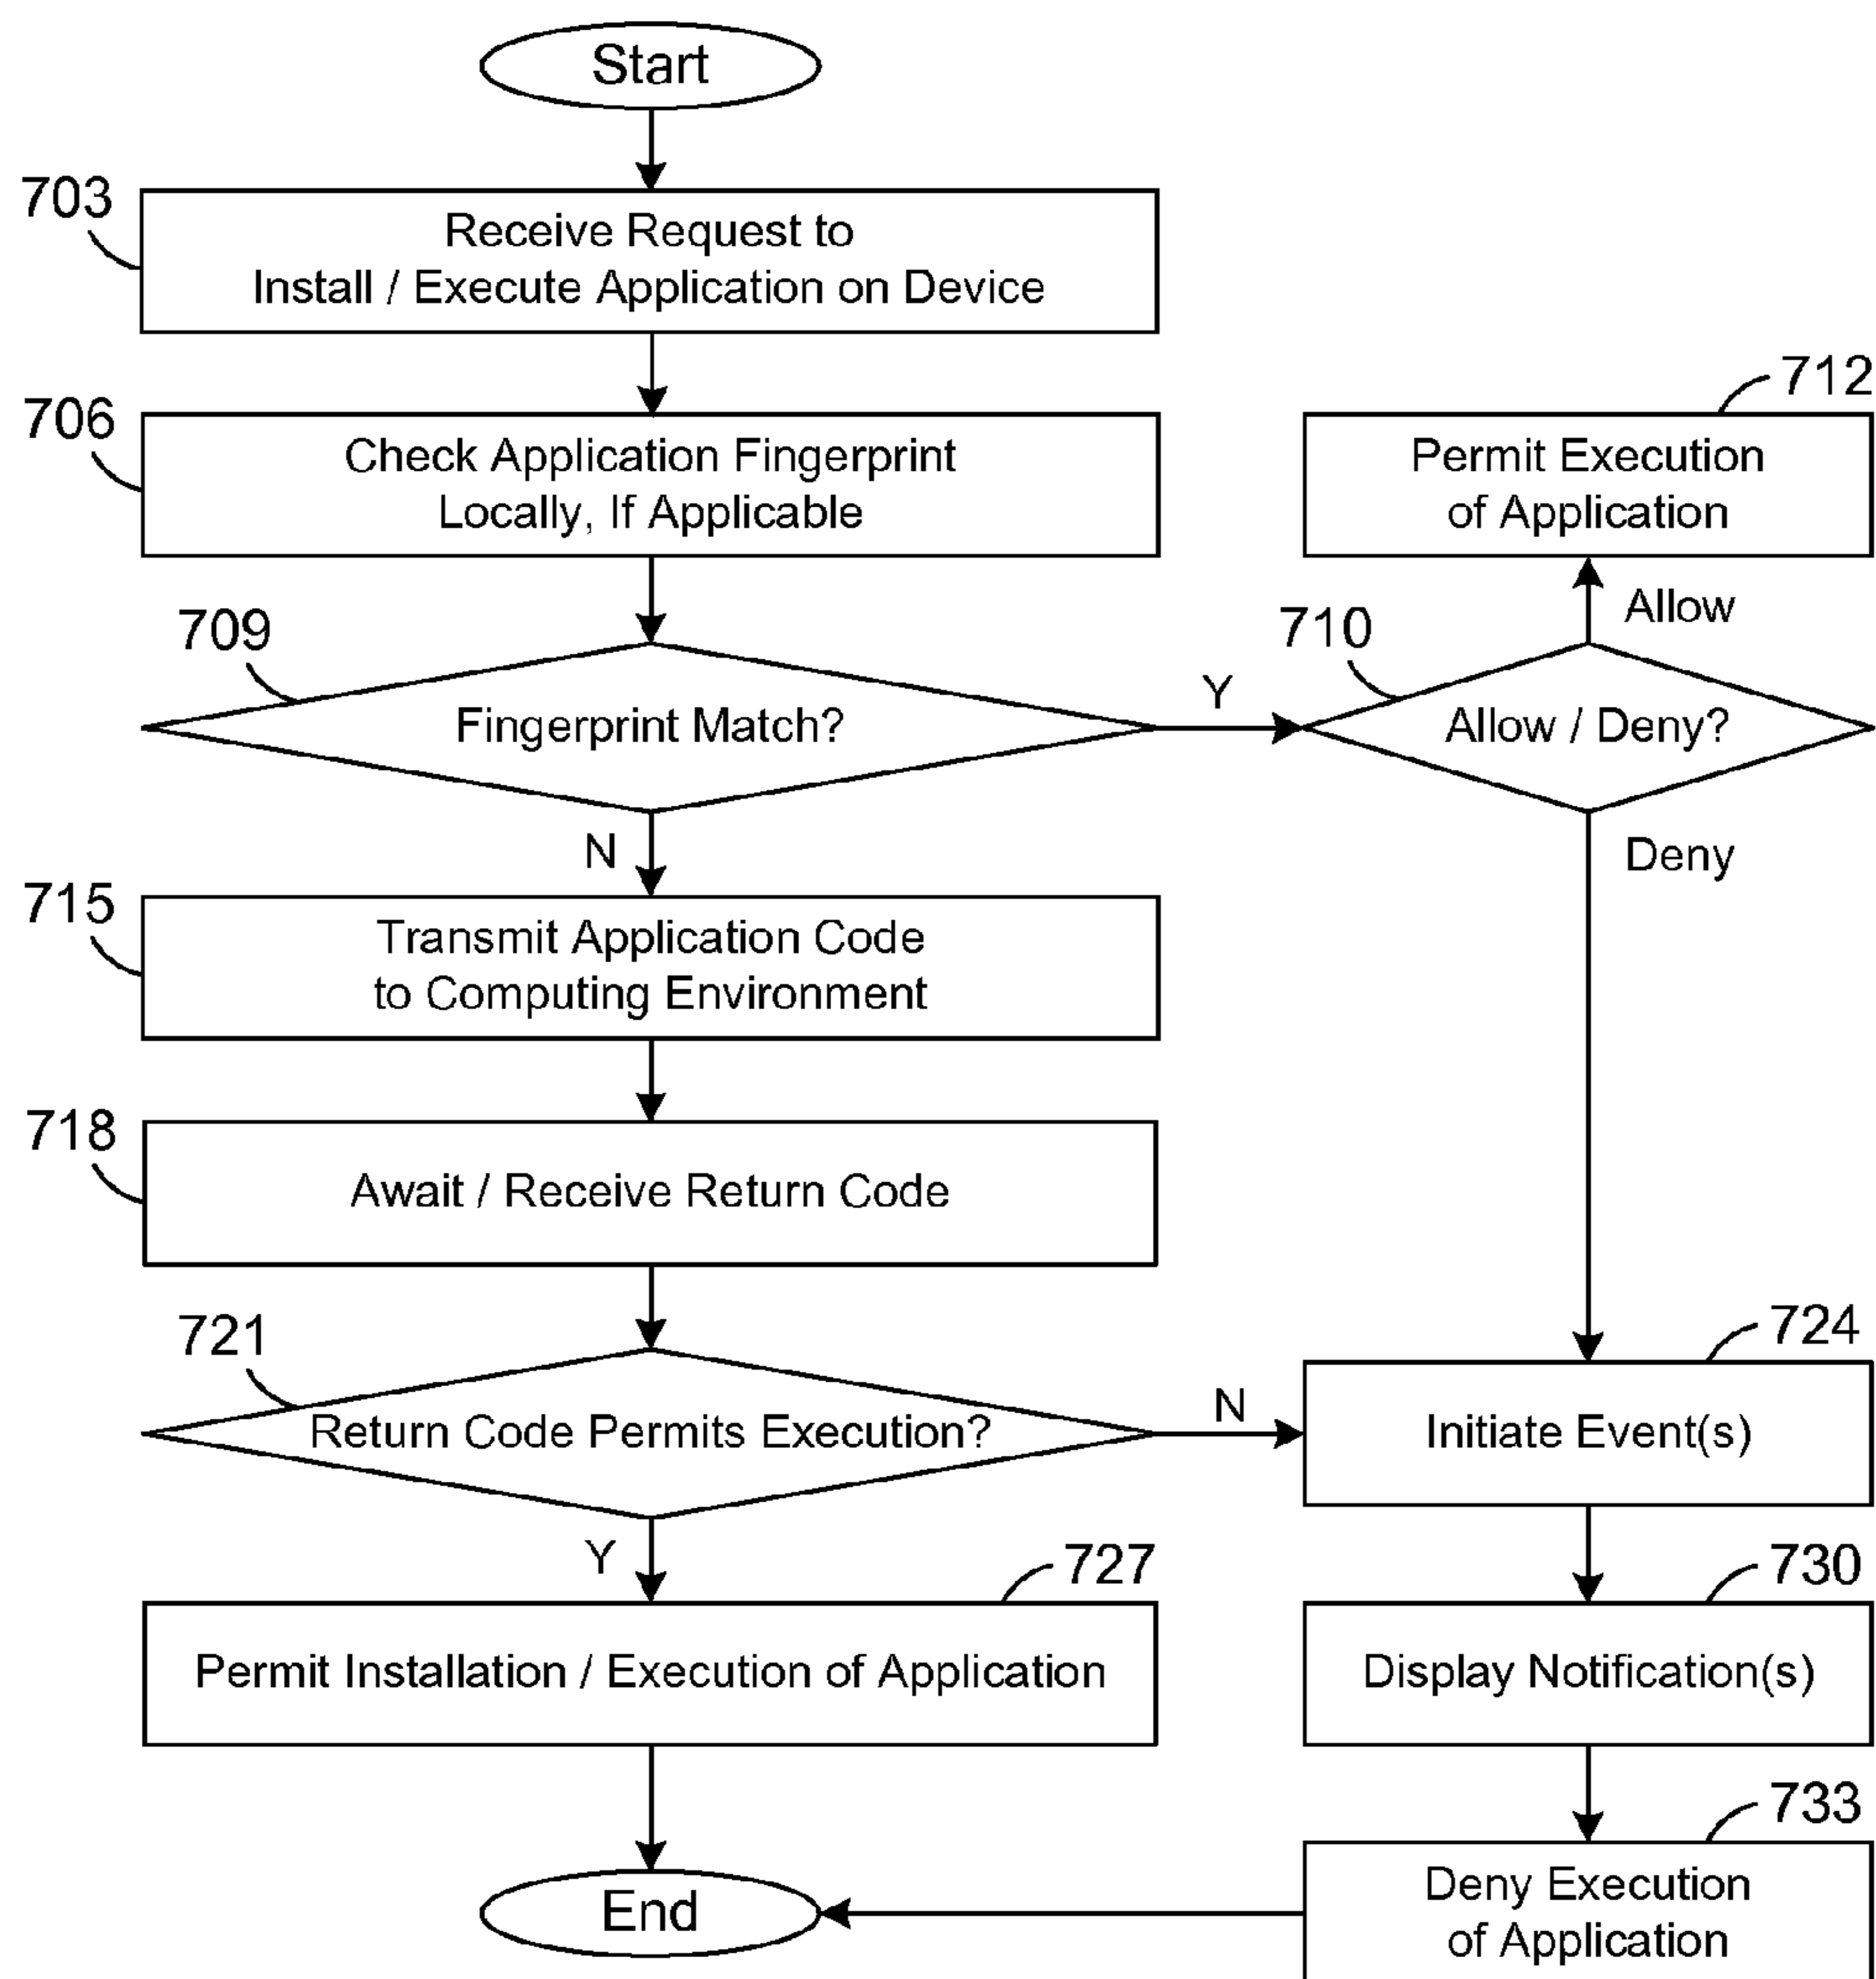 Start
703
Receive Request to
Install / Execute Application on Device
706
Check Application Fingerprint
Locally, If Applicable
712
Permit Execution
of Application
Allow
709
Fingerprint Match?
Y
710
Allow / Deny?
N
Deny
715
Transmit Application Code
to Computing Environment
718
Await / Receive Return Code
721
Return Code Permits Execution?
N
724
Initiate Event(s)
Y
727
Permit Installation / Execution of Application
730
Display Notification(s)
733
Deny Execution
of Application
End